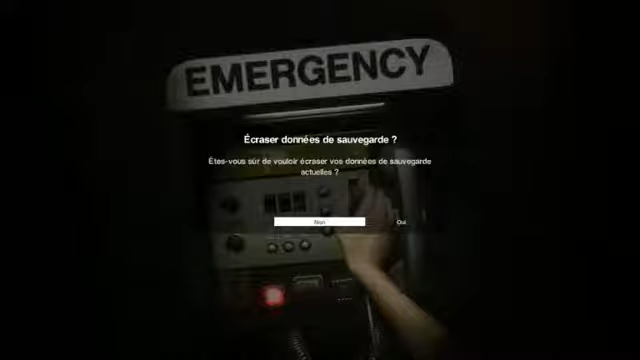 EMERGENCY
Écraser données de sauvegarde ?
Êtes-vous sûr de vouloir écraser vos données de sauvegarde
actuelles ?
Non
Oui